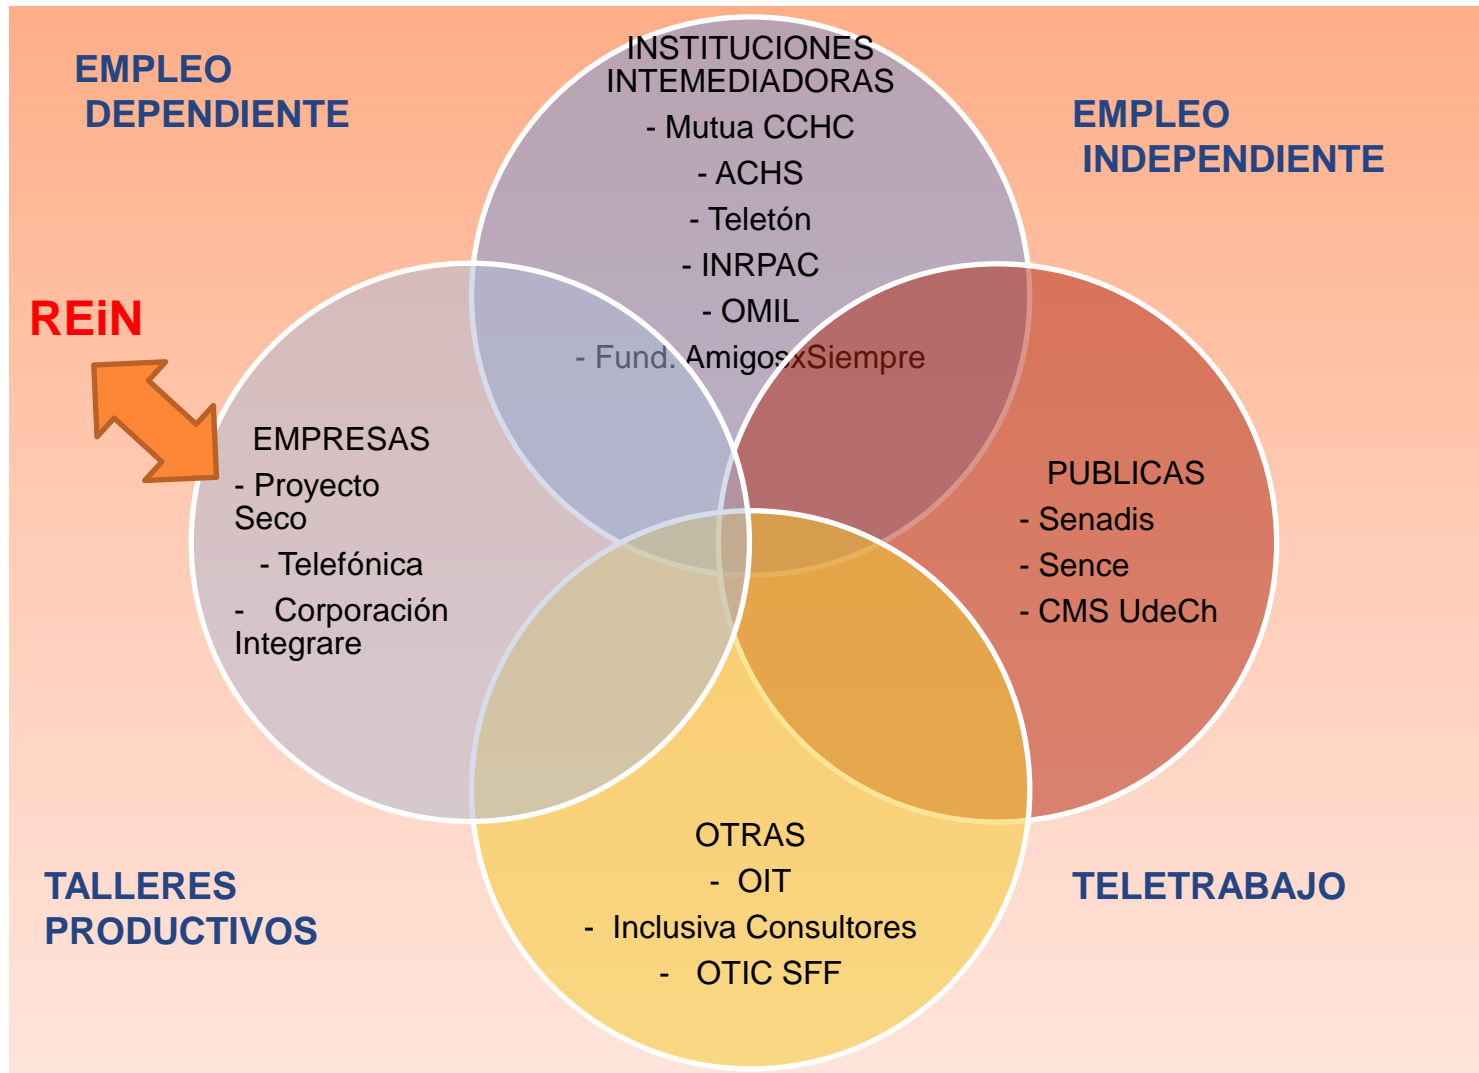 EMPLEO
DEPENDIENTE
INSTITUCIONES
INTEMEDIADORAS
- Mutua CCHC
- ACHS
- Teletón
- INRPAC
- OMIL
- Fund. AmigosxSiempre
EMPLEO
INDEPENDIENTE
REiN
EMPRESAS
- Proyecto
Seco
- Telefónica
- Corporación
Integrare
PUBLICAS
- Senadis
- Sence
- CMS UdeCh
OTRAS
- OIT
- Inclusiva Consultores
- OTIC SFF
TALLERES
PRODUCTIVOS
TELETRABAJO